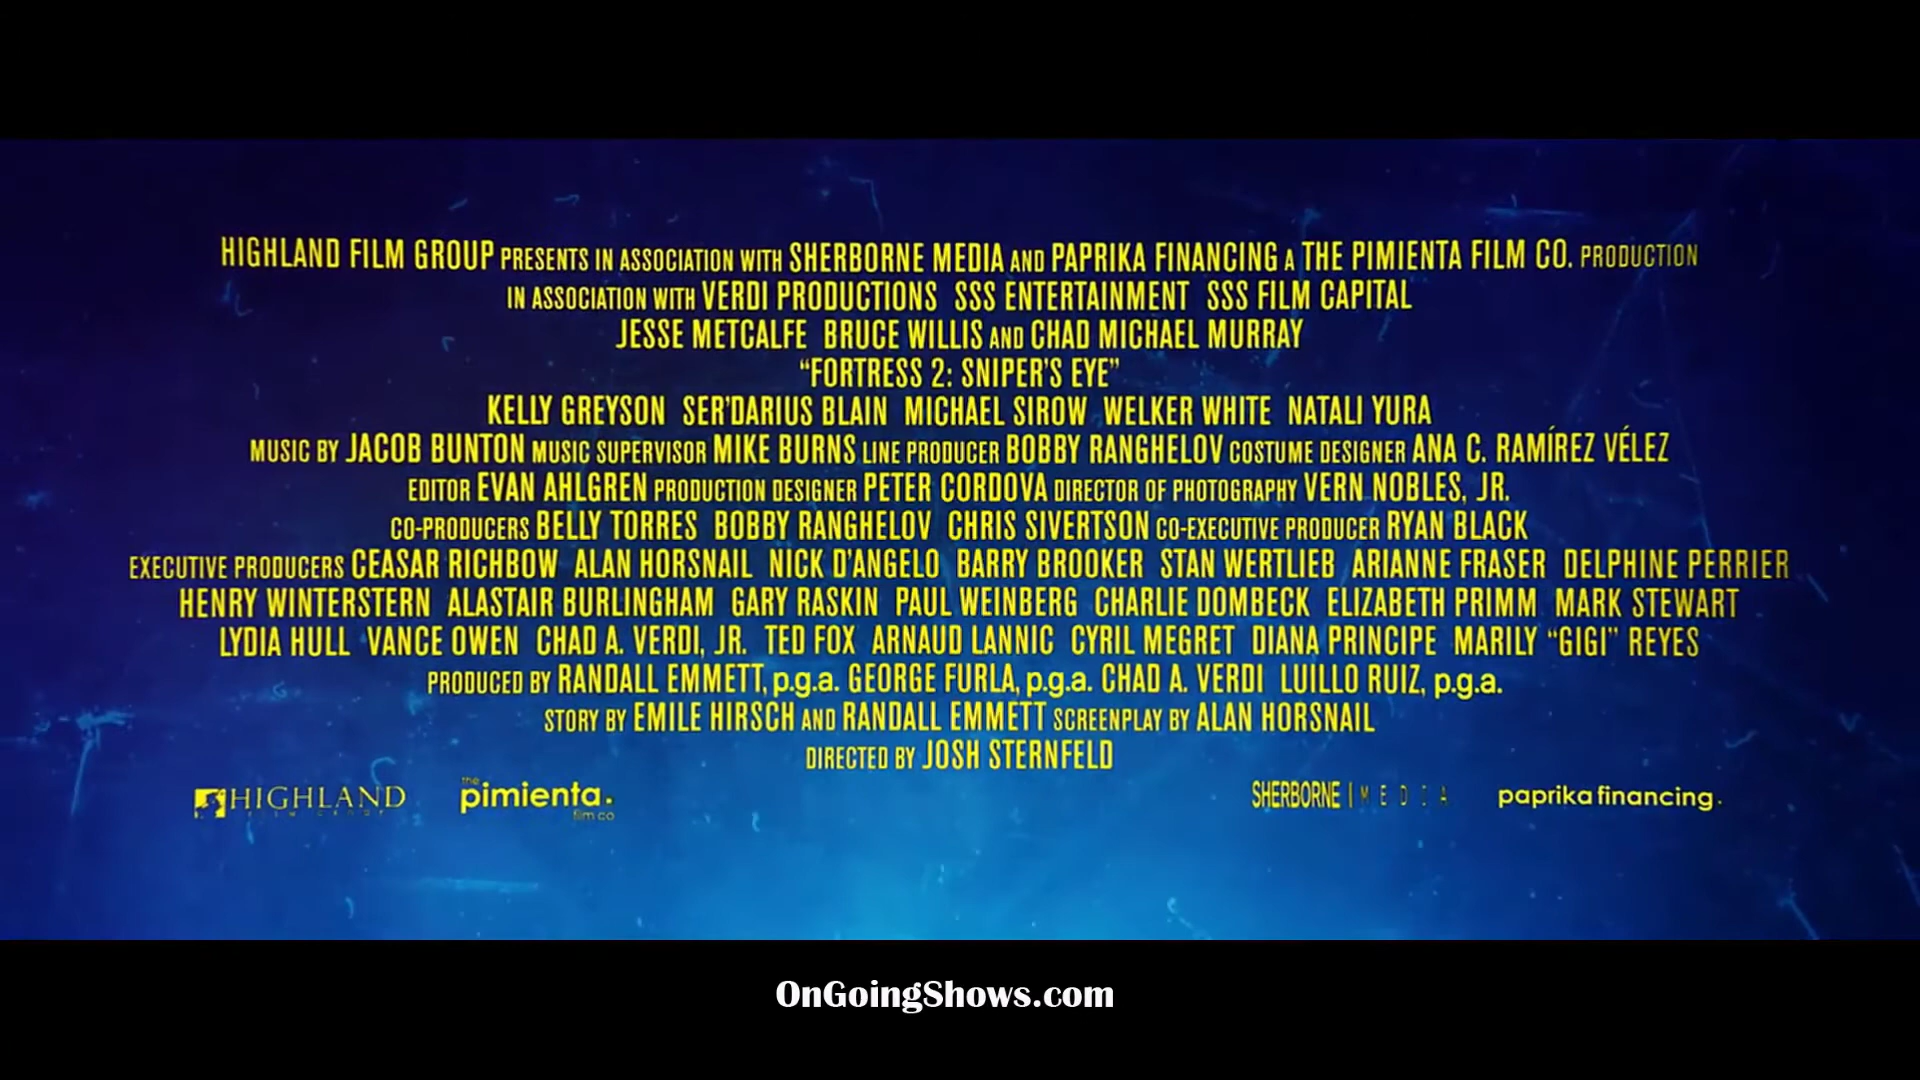 HIGHLAND FILM GROUP PRESENTS IN ASSOCIATION WITH SHERBORNE MEDIA AND PAPRIKA FINANCING A THE PIMIENTA FILM CO. PRODUCTION
IN ASSOCIATION WITH VERDI PRODUCTIONS SSS ENTERTAINMENT SSS FILM CAPITAL
JESSE METCALFE BRUCE WILLIS AND CHAD MICHAEL MURRAY
“FORTRESS 2: SNIPER’S EYE”
KELLY GREYSON SER’DARIUS BLAIN MICHAEL SIROW WELKER WHITE NATALI YURA
MUSIC BY JACOB BUNTON MUSIC SUPERVISOR MIKE BURNS LINE PRODUCER BOBBY RANGHELOV COSTUME DESIGNER ANA C. RAMÍREZ VÉLEZ
EDITOR EVAN AHLGREN PRODUCTION DESIGNER PETER CORDOVA DIRECTOR OF PHOTOGRAPHY VERN NOBLES, JR.
CO-PRODUCERS BELLY TORRES BOBBY RANGHELOV CHRIS SIVERTSON CO-EXECUTIVE PRODUCER RYAN BLACK
EXECUTIVE PRODUCERS CEASAR RICHBOW ALAN HORSNAIL NICK D’ANGELO BARRY BROOKER STAN WERTLIEB ARIANNE FRASER DELPHINE PERRIER
HENRY WINTERSTERN ALASTAIR BURLINGHAM GARY RASKIN PAUL WEINBERG CHARLIE DOMBECK ELIZABETH PRIMM MARK STEWART
LYDIA HULL VANCE OWEN CHAD A. VERDI, JR. TED FOX ARNAUD LANNIC CYRIL MEGRET DIANA PRINCIPE MARILY “GIGI” REYES
PRODUCED BY RANDALL EMMETT, p.g.a. GEORGE FURLA, p.g.a. CHAD A. VERDI LUILLO RUIZ, p.g.a.
STORY BY EMILE HIRSCH AND RANDALL EMMETT SCREENPLAY BY ALAN HORSNAIL
DIRECTED BY JOSH STERNFELD
HIGHLAND the pimienta. film co SHERBORNE | MEDIA paprika financing.
OnGoingShows.com